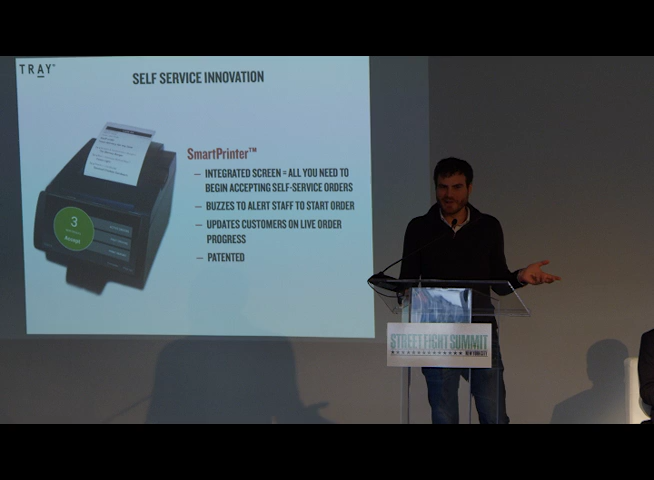 TRAY™
SELF SERVICE INNOVATION
SmartPrinter™
– INTEGRATED SCREEN = ALL YOU NEED TO
BEGIN ACCEPTING SELF-SERVICE ORDERS
– BUZZES TO ALERT STAFF TO START ORDER
– UPDATES CUSTOMERS ON LIVE ORDER
PROGRESS
– PATENTED
3
Accept
STREET FIGHT SUMMIT
NEW YORK CITY